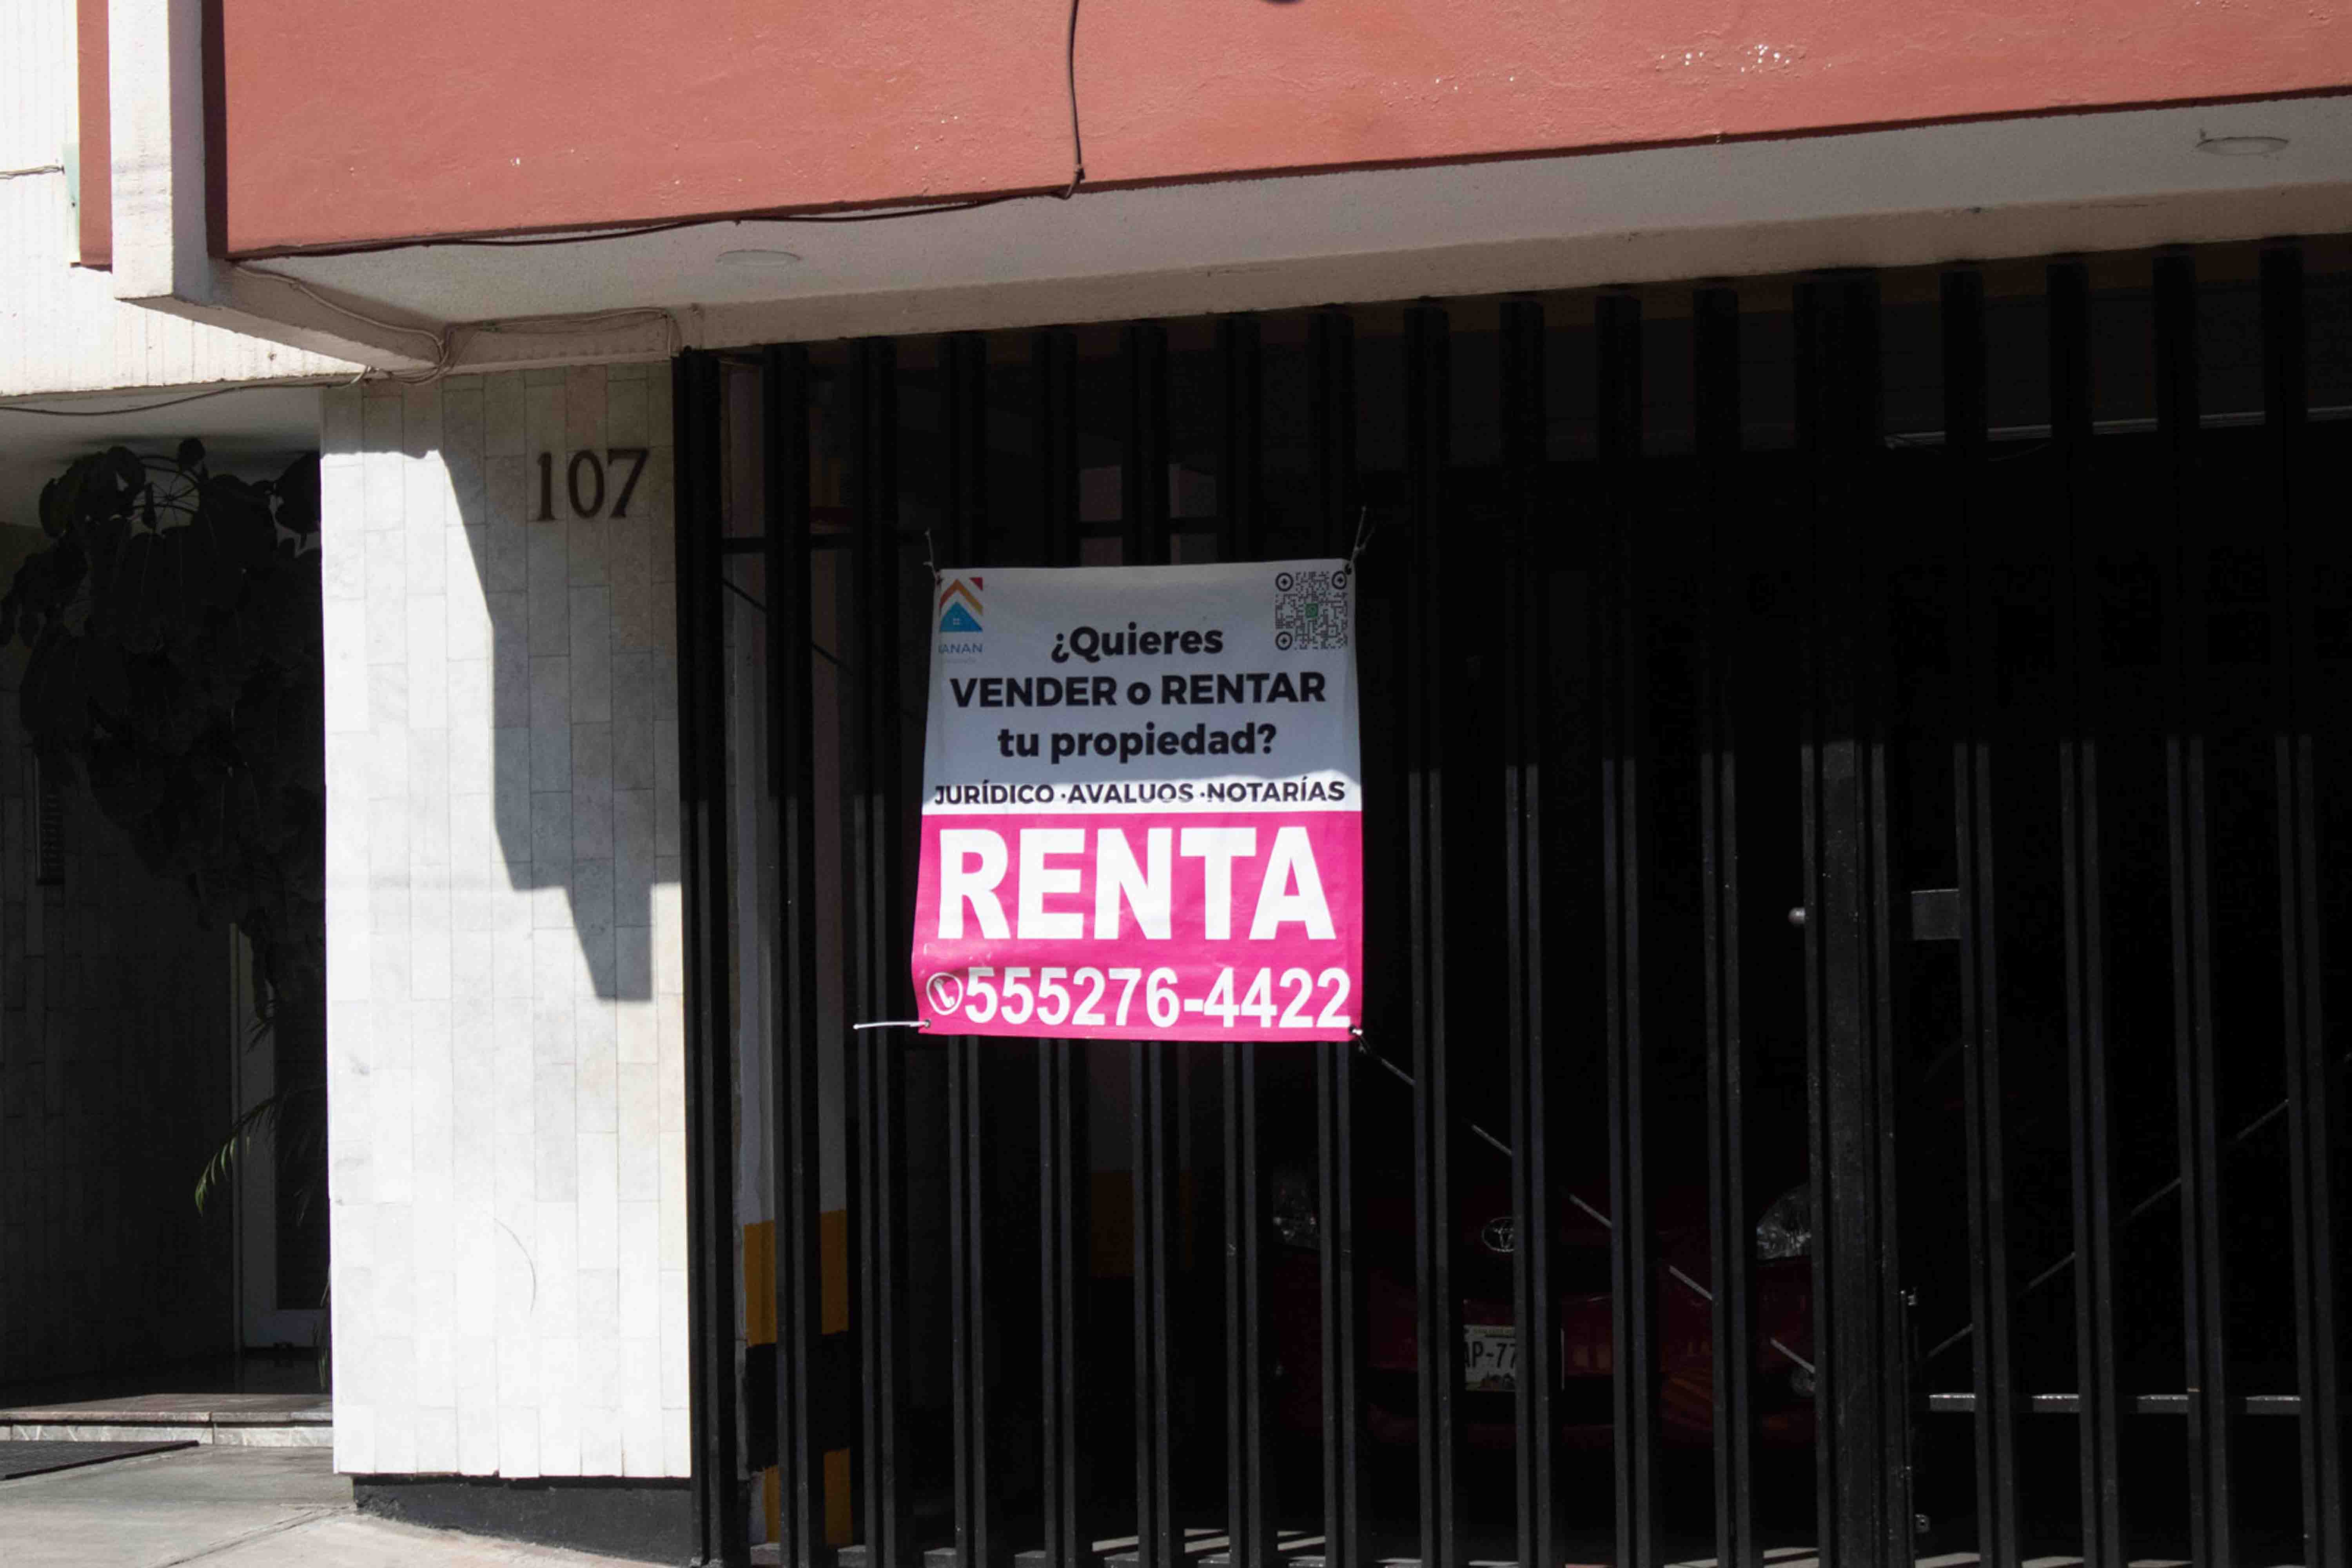 107
¿Quieres
VENDER o RENTAR
tu propiedad?
JURÍDICO · AVALUOS · NOTARÍAS
RENTA
555276-4422